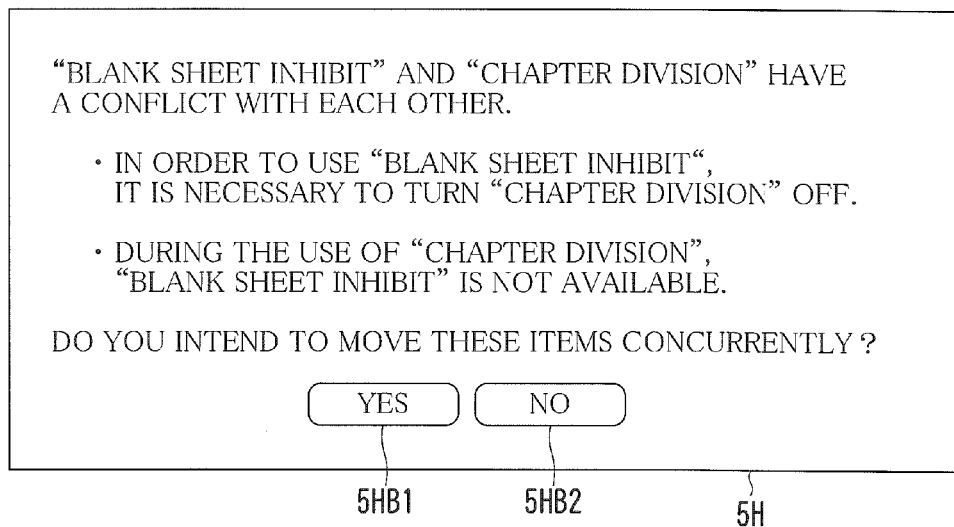 “BLANK SHEET INHIBIT” AND “CHAPTER DIVISION” HAVE
A CONFLICT WITH EACH OTHER.
・IN ORDER TO USE “BLANK SHEET INHIBIT“,
IT IS NECESSARY TO TURN “CHAPTER DIVISION” OFF.
・DURING THE USE OF “CHAPTER DIVISION”,
“BLANK SHEET INHIBIT” IS NOT AVAILABLE.
DO YOU INTEND TO MOVE THESE ITEMS CONCURRENTLY?
YES NO
5HB1 5HB2 5H